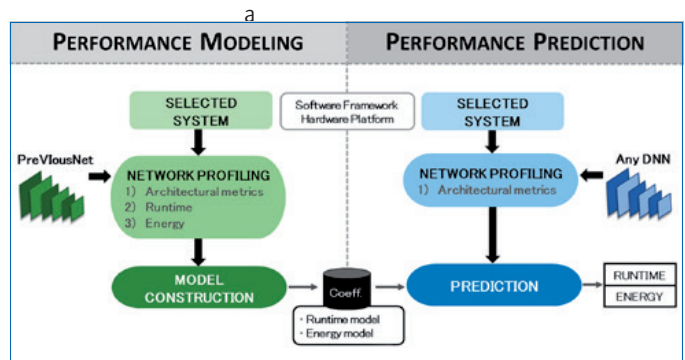 a
PERFORMANCE MODELING
PERFORMANCE PREDICTION
SELECTED
SYSTEM
Software Framework
Hardware Platform
SELECTED
SYSTEM
PreVIousNet
NETWORK PROFILING
1) Architectural metrics
2) Runtime
3) Energy
NETWORK PROFILING
1) Architectural metrics
Any DNN
MODEL
CONSTRUCTION
Coeff.
PREDICTION
RUNTIME
ENERGY
・Runtime model
・Energy model